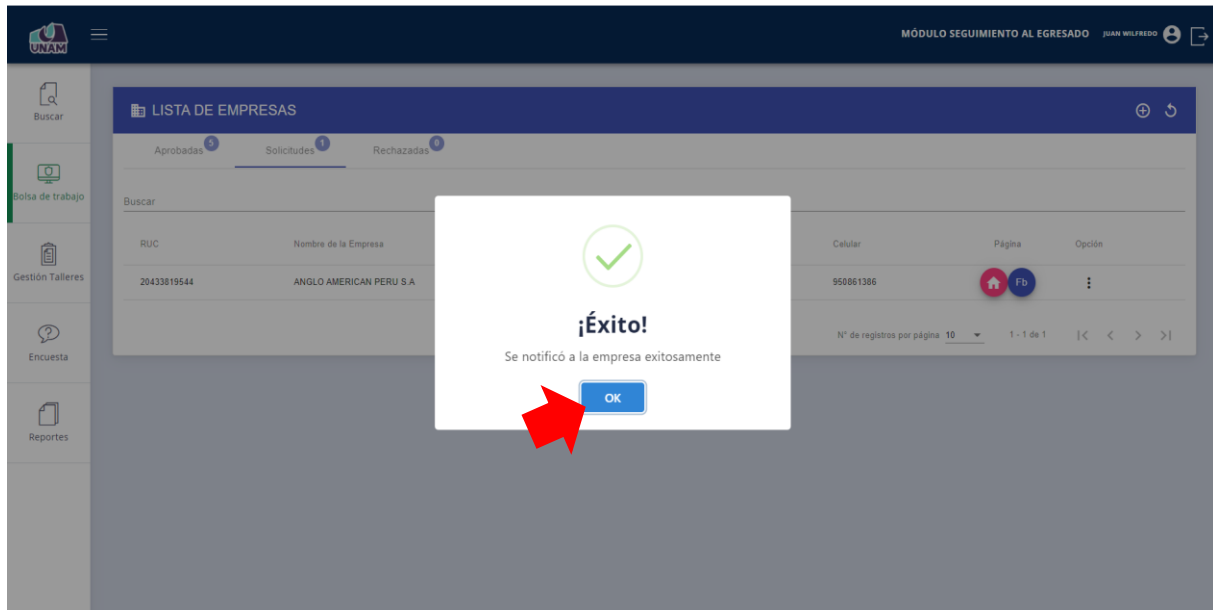 UNAM
MÓDULO SEGUIMIENTO AL EGRESADO JUAN WILFREDO
Buscar
Bolsa de trabajo
Gestión Talleres
Encuesta
Reportes
LISTA DE EMPRESAS
Aprobadas 5 Solicitudes 1 Rechazadas 0
Buscar
RUC Nombre de la Empresa Celular Página Opción
20433819544 ANGLO AMERICAN PERU S.A 950861386 Fb
N° de registros por página 10 1 - 1 de 1 |< < > >|
¡Éxito!
Se notificó a la empresa exitosamente
OK